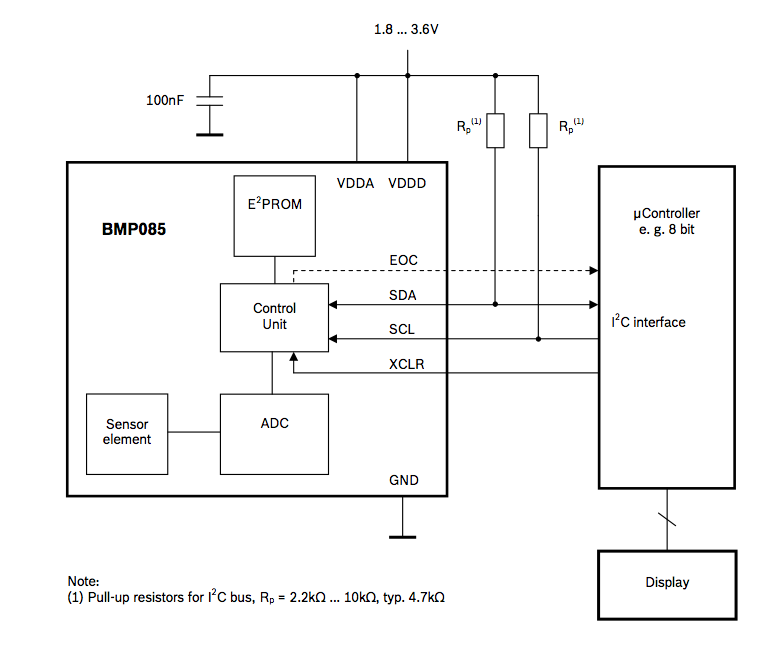 1.8 ... 3.6V
100nF
Rp(1)
Rp(1)
VDDA VDDD
E²PROM
BMP085
µController
e. g. 8 bit
EOC
SDA
Control
Unit
I²C interface
SCL
XCLR
Sensor
element
ADC
GND
Display
Note:
(1) Pull-up resistors for I²C bus, Rp = 2.2kΩ ... 10kΩ, typ. 4.7kΩ